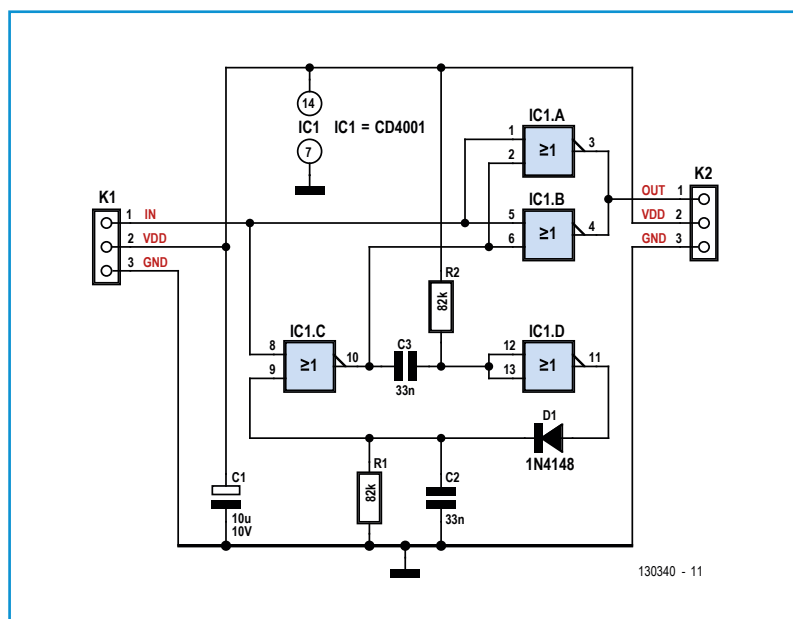 14
IC1
IC1 = CD4001
7
IC1.A
1
2
≥1
3
K1
1 IN
2 VDD
3 GND
IC1.B
5
6
≥1
4
K2
OUT 1
VDD 2
GND 3
R2
82k
IC1.C
8
9
≥1
10
C3
33n
IC1.D
12
13
≥1
11
D1
1N4148
R1
82k
C2
33n
C1
10u
10V
130340 - 11